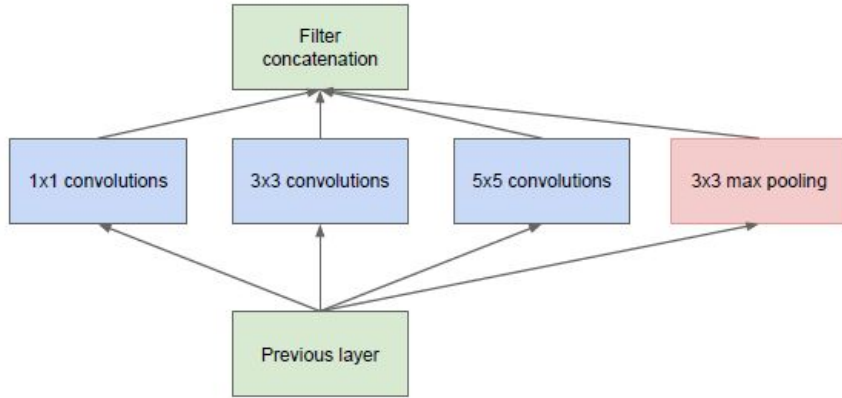 Filter
concatenation
1x1 convolutions
3x3 convolutions
5x5 convolutions
3x3 max pooling
Previous layer